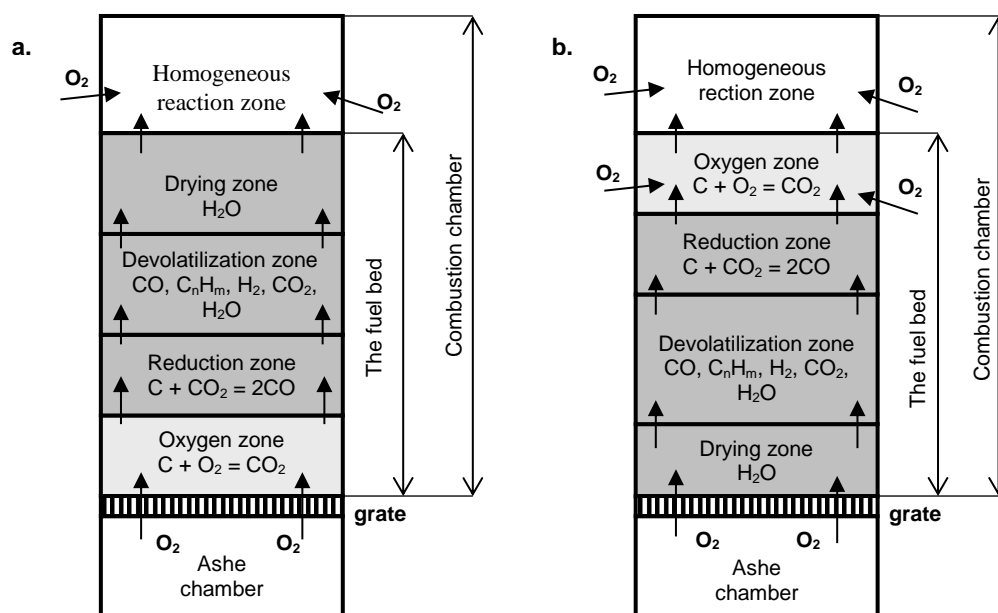 a.
O₂
Homogeneous
reaction zone
O₂
Drying zone
H₂O
Devolatilization zone
CO, CₙHₘ, H₂, CO₂,
H₂O
Reduction zone
C + CO₂ = 2CO
Oxygen zone
C + O₂ = CO₂
The fuel bed
Combustion chamber
grate
O₂ O₂
Ashe
chamber
b.
O₂
Homogeneous
rection zone
O₂
O₂
Oxygen zone
C + O₂ = CO₂
O₂
Reduction zone
C + CO₂ = 2CO
Devolatilization zone
CO, CₙHₘ, H₂, CO₂,
H₂O
Drying zone
H₂O
The fuel bed
Combustion chamber
grate
O₂ O₂
Ashe
chamber